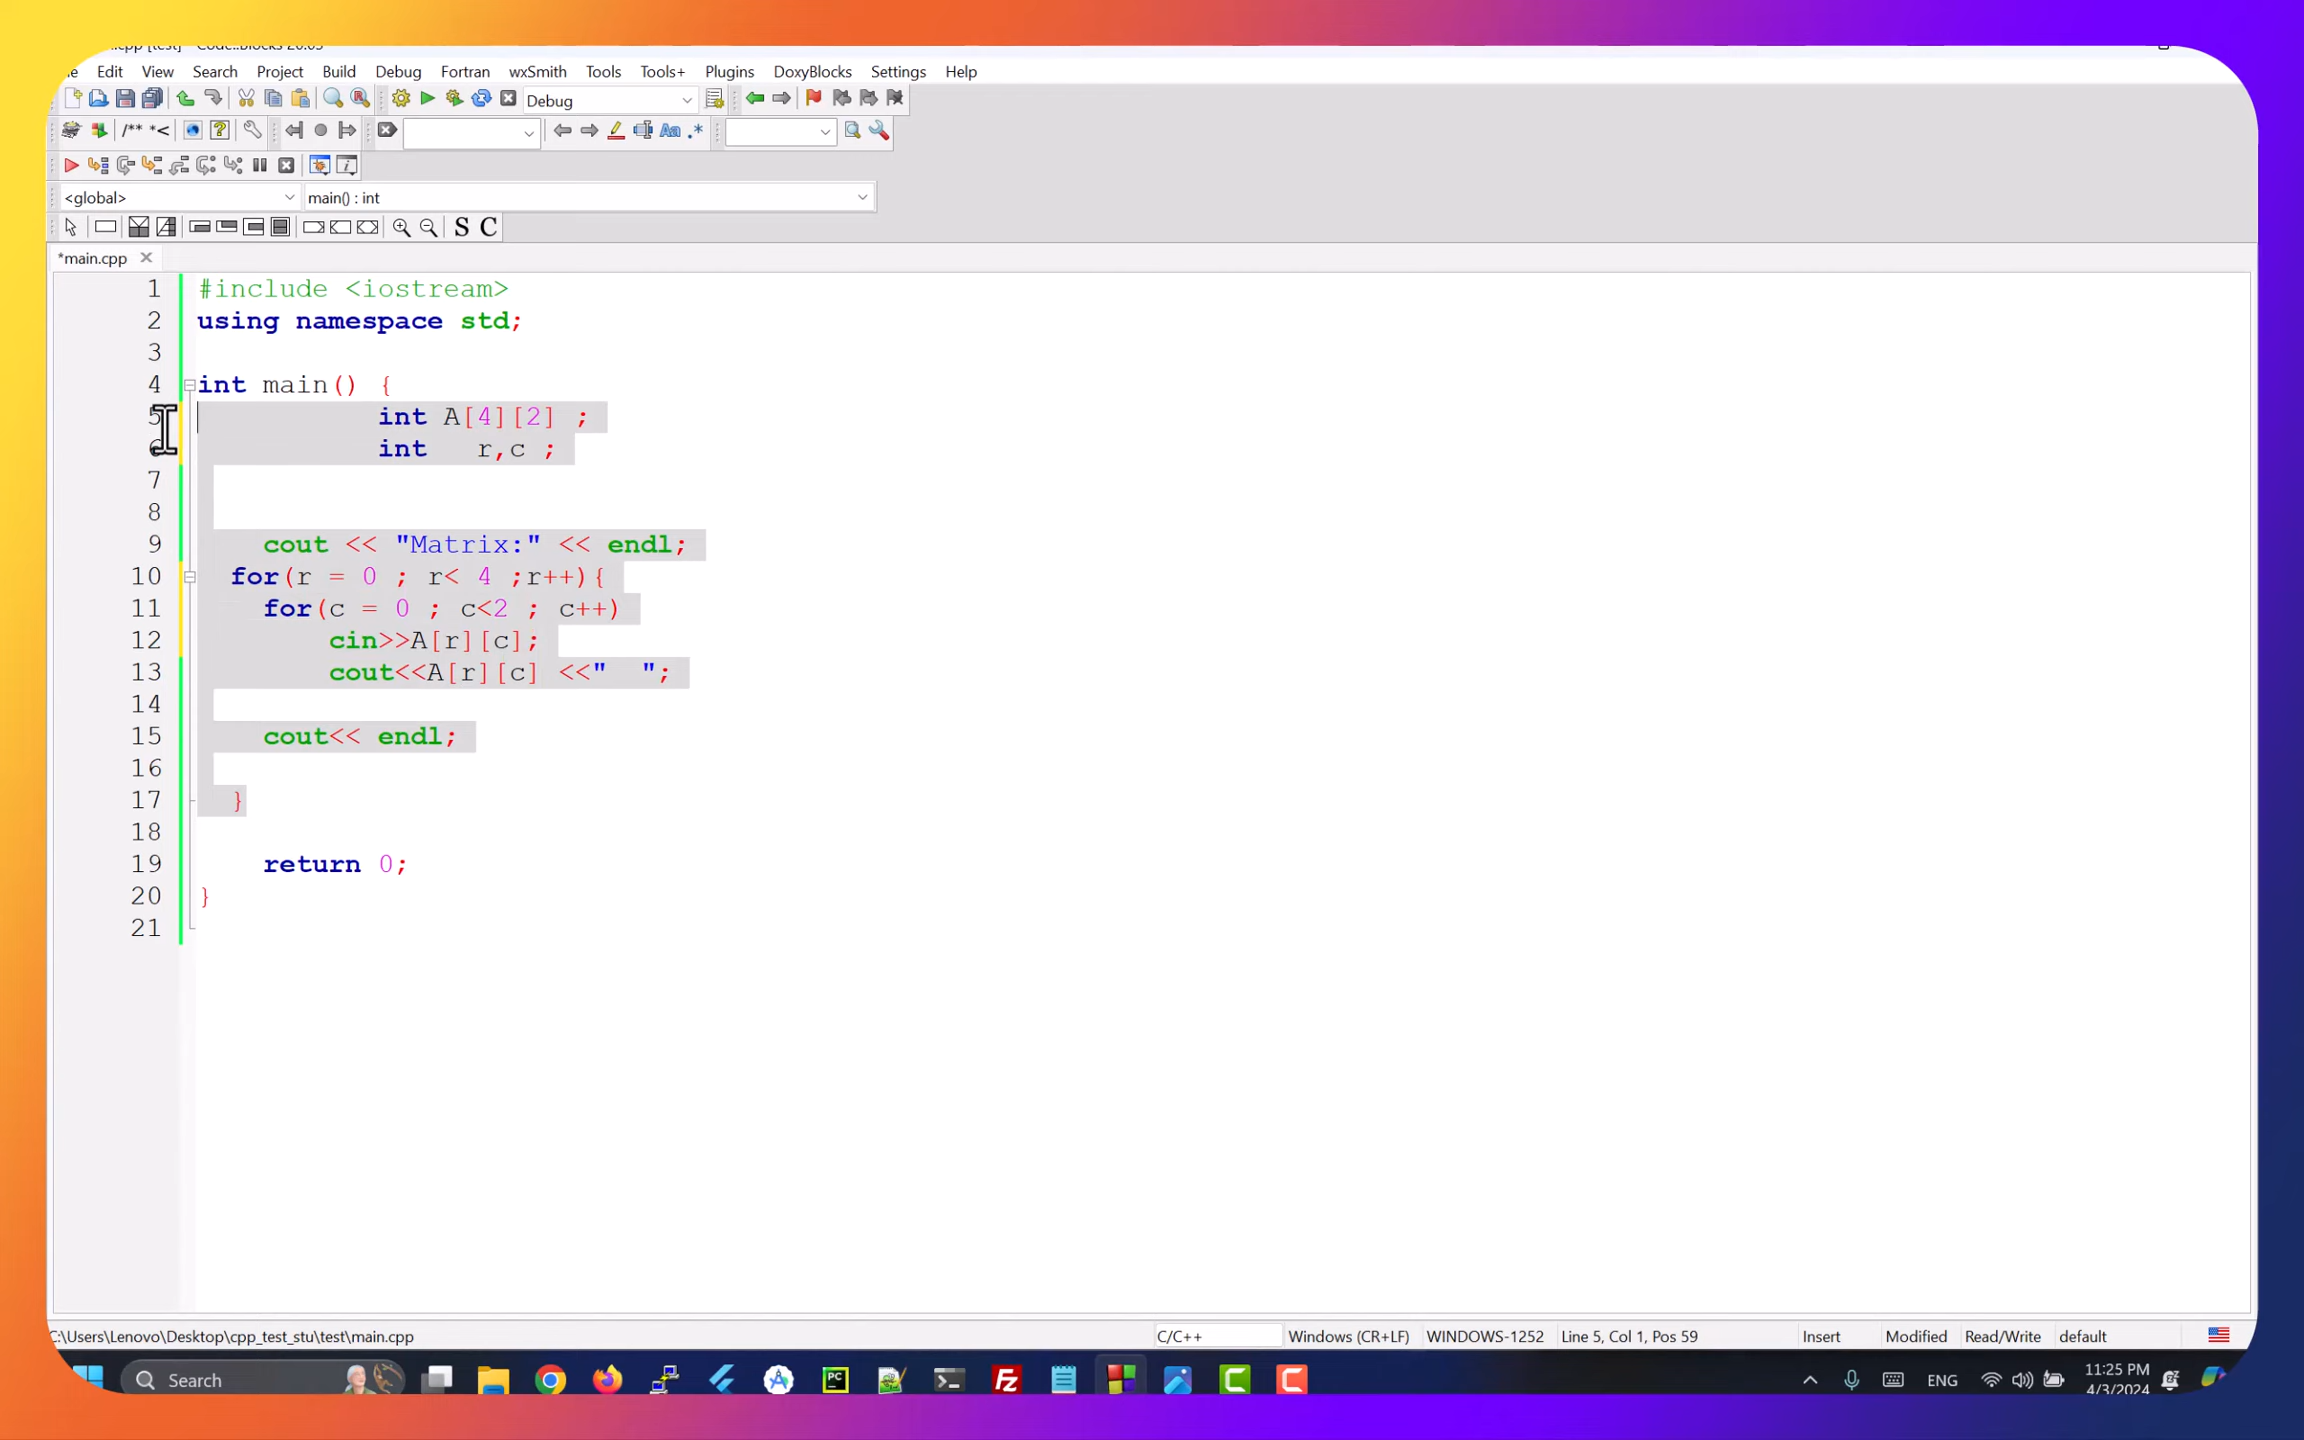 Edit View Search Project Build Debug Fortran wxSmith Tools Tools+ Plugins DoxyBlocks Settings Help
Debug
/** *<
Aa .*
<global> main() : int
S C
*main.cpp
1 #include <iostream>
2 using namespace std;
3
4 int main() {
5 int A[4][2] ;
int r,c ;
7
8
9 cout << "Matrix:" << endl;
10 for(r = 0 ; r< 4 ;r++){
11 for(c = 0 ; c<2 ; c++)
12 cin>>A[r][c];
13 cout<<A[r][c] <<"  ";
14
15 cout<< endl;
16
17 }
18
19 return 0;
20 }
21
C:\Users\Lenovo\Desktop\cpp_test_stu\test\main.cpp C/C++ Windows (CR+LF) WINDOWS-1252 Line 5, Col 1, Pos 59 Insert Modified Read/Write default
Search PC Fz ENG 11:25 PM
4/3/2024